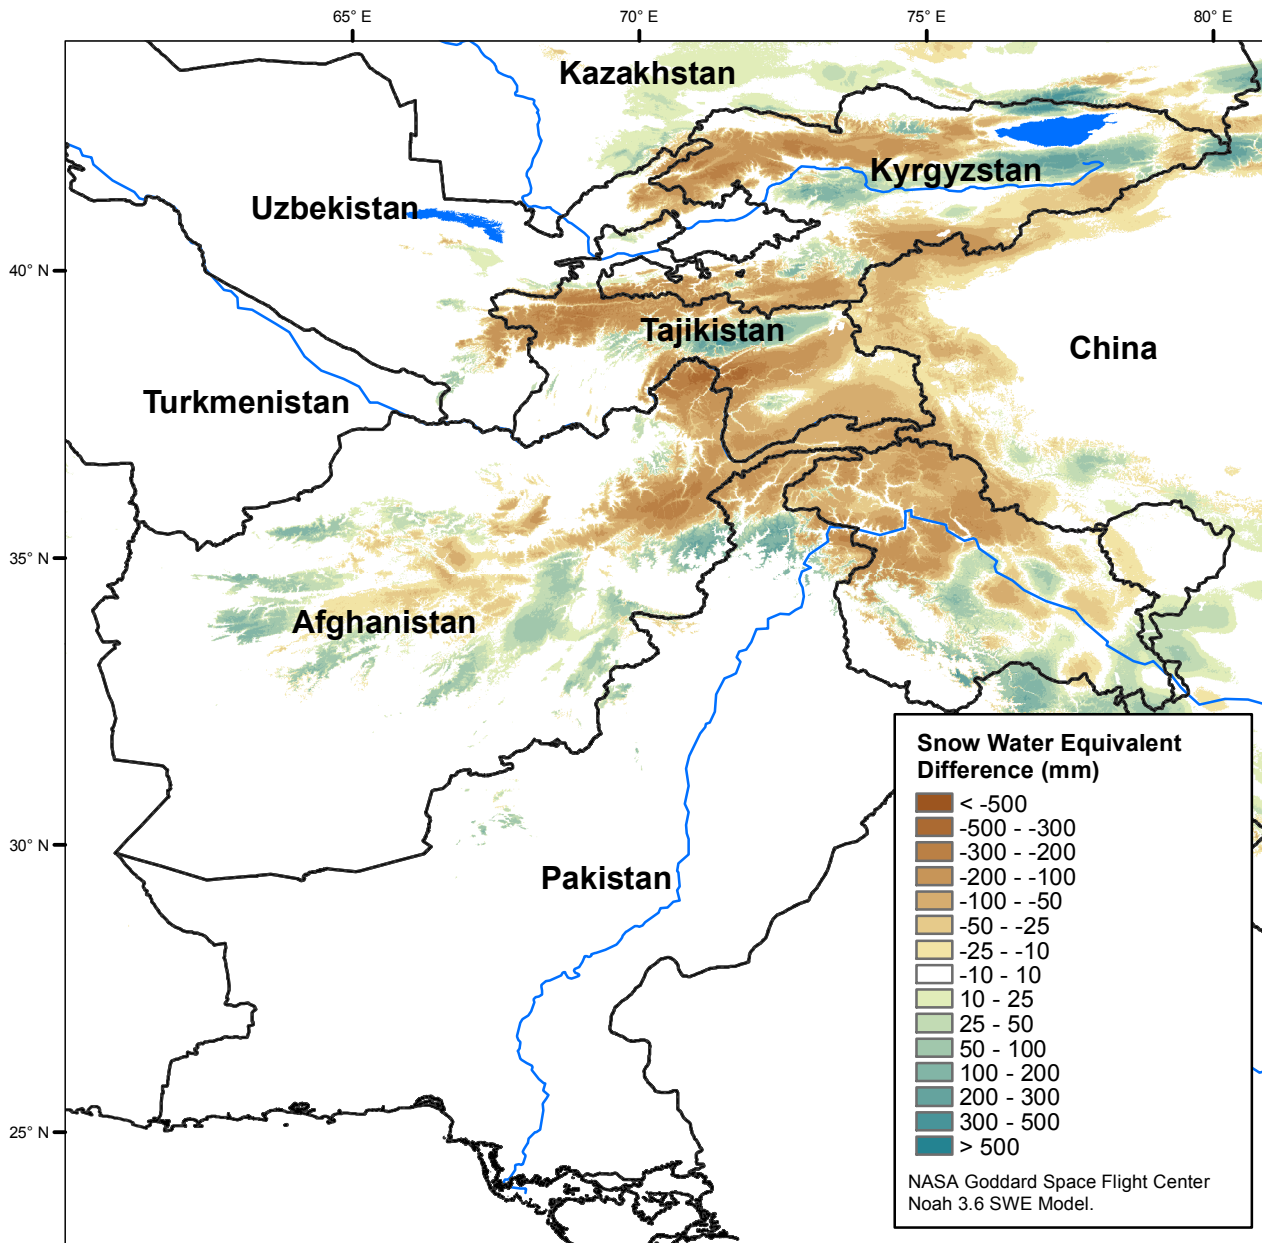 65° E
70° E
75° E
80° E
Kazakhstan
Kyrgyzstan
Uzbekistan
40° N
Tajikistan
China
Turkmenistan
35° N
Afghanistan
30° N
Pakistan
25° N
Snow Water Equivalent
Difference (mm)
< -500
-500 - -300
-300 - -200
-200 - -100
-100 - -50
-50 - -25
-25 - -10
-10 - 10
10 - 25
25 - 50
50 - 100
100 - 200
200 - 300
300 - 500
> 500
NASA Goddard Space Flight Center
Noah 3.6 SWE Model.